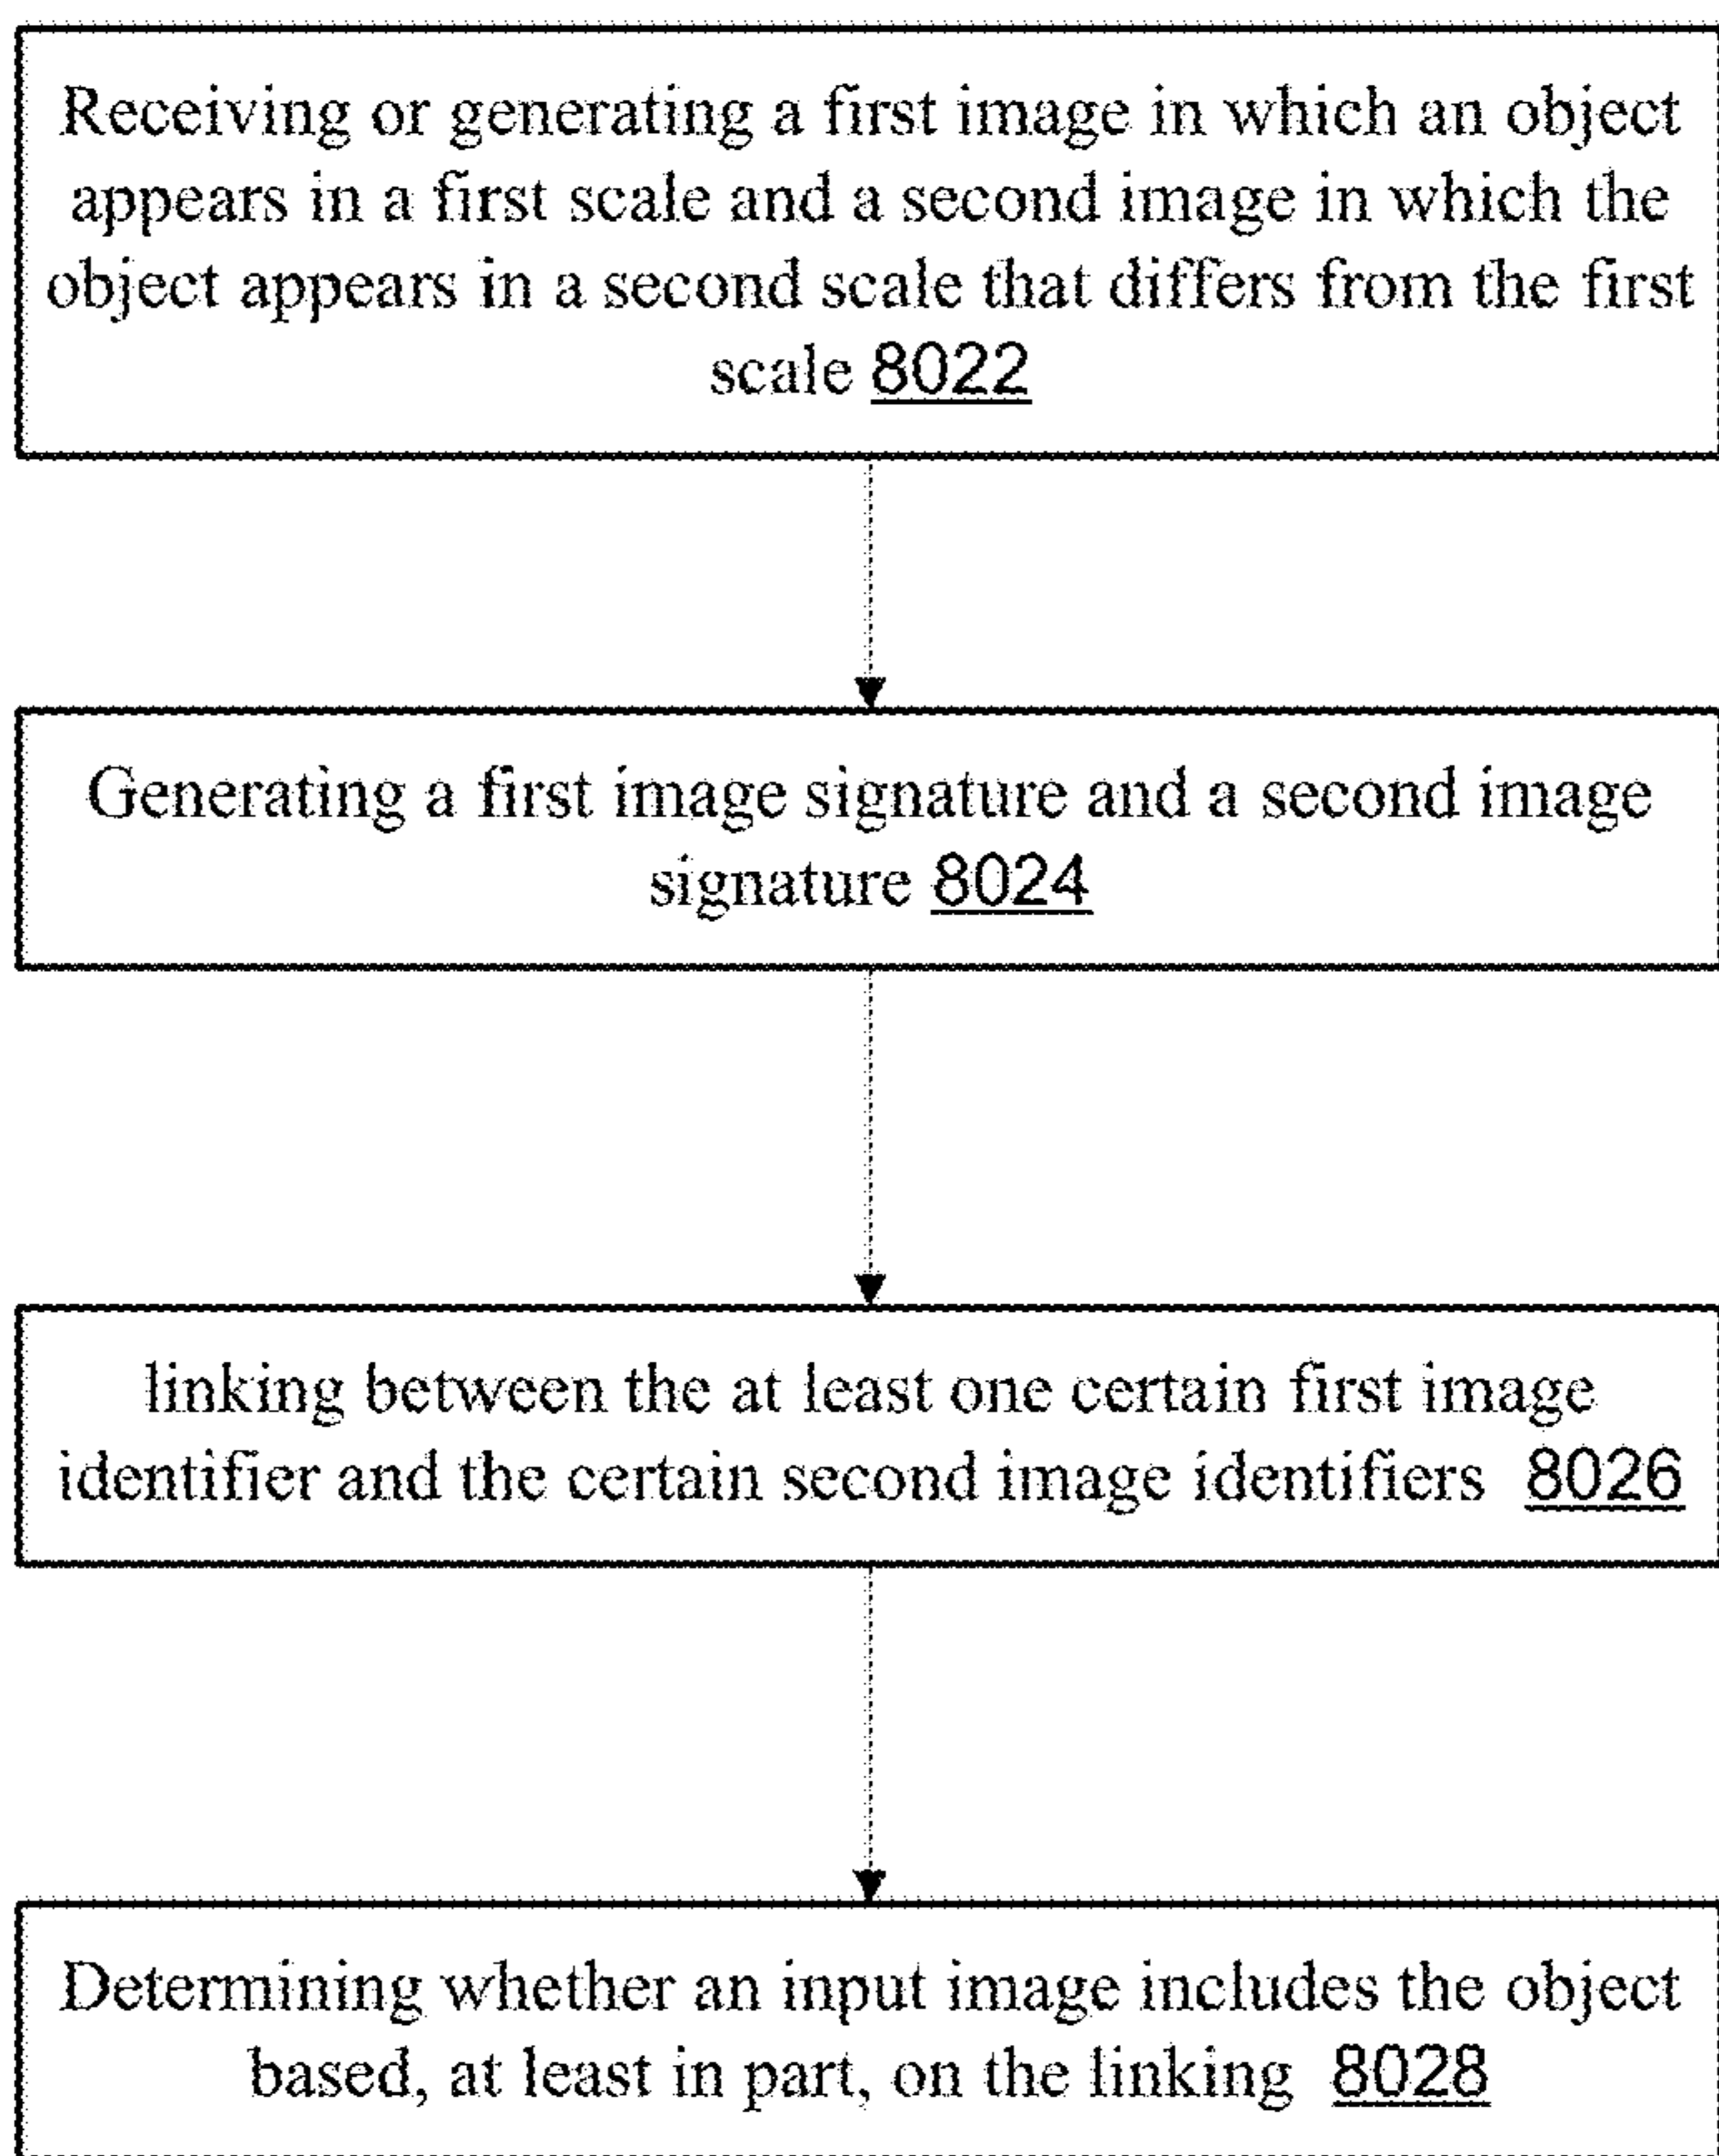 Receiving or generating a first image in which an object
appears in a first scale and a second image in which the
object appears in a second scale that differs from the first
scale 8022
Generating a first image signature and a second image
signature 8024
linking between the at least one certain first image
identifier and the certain second image identifiers 8026
Determining whether an input image includes the object
based, at least in part, on the linking 8028